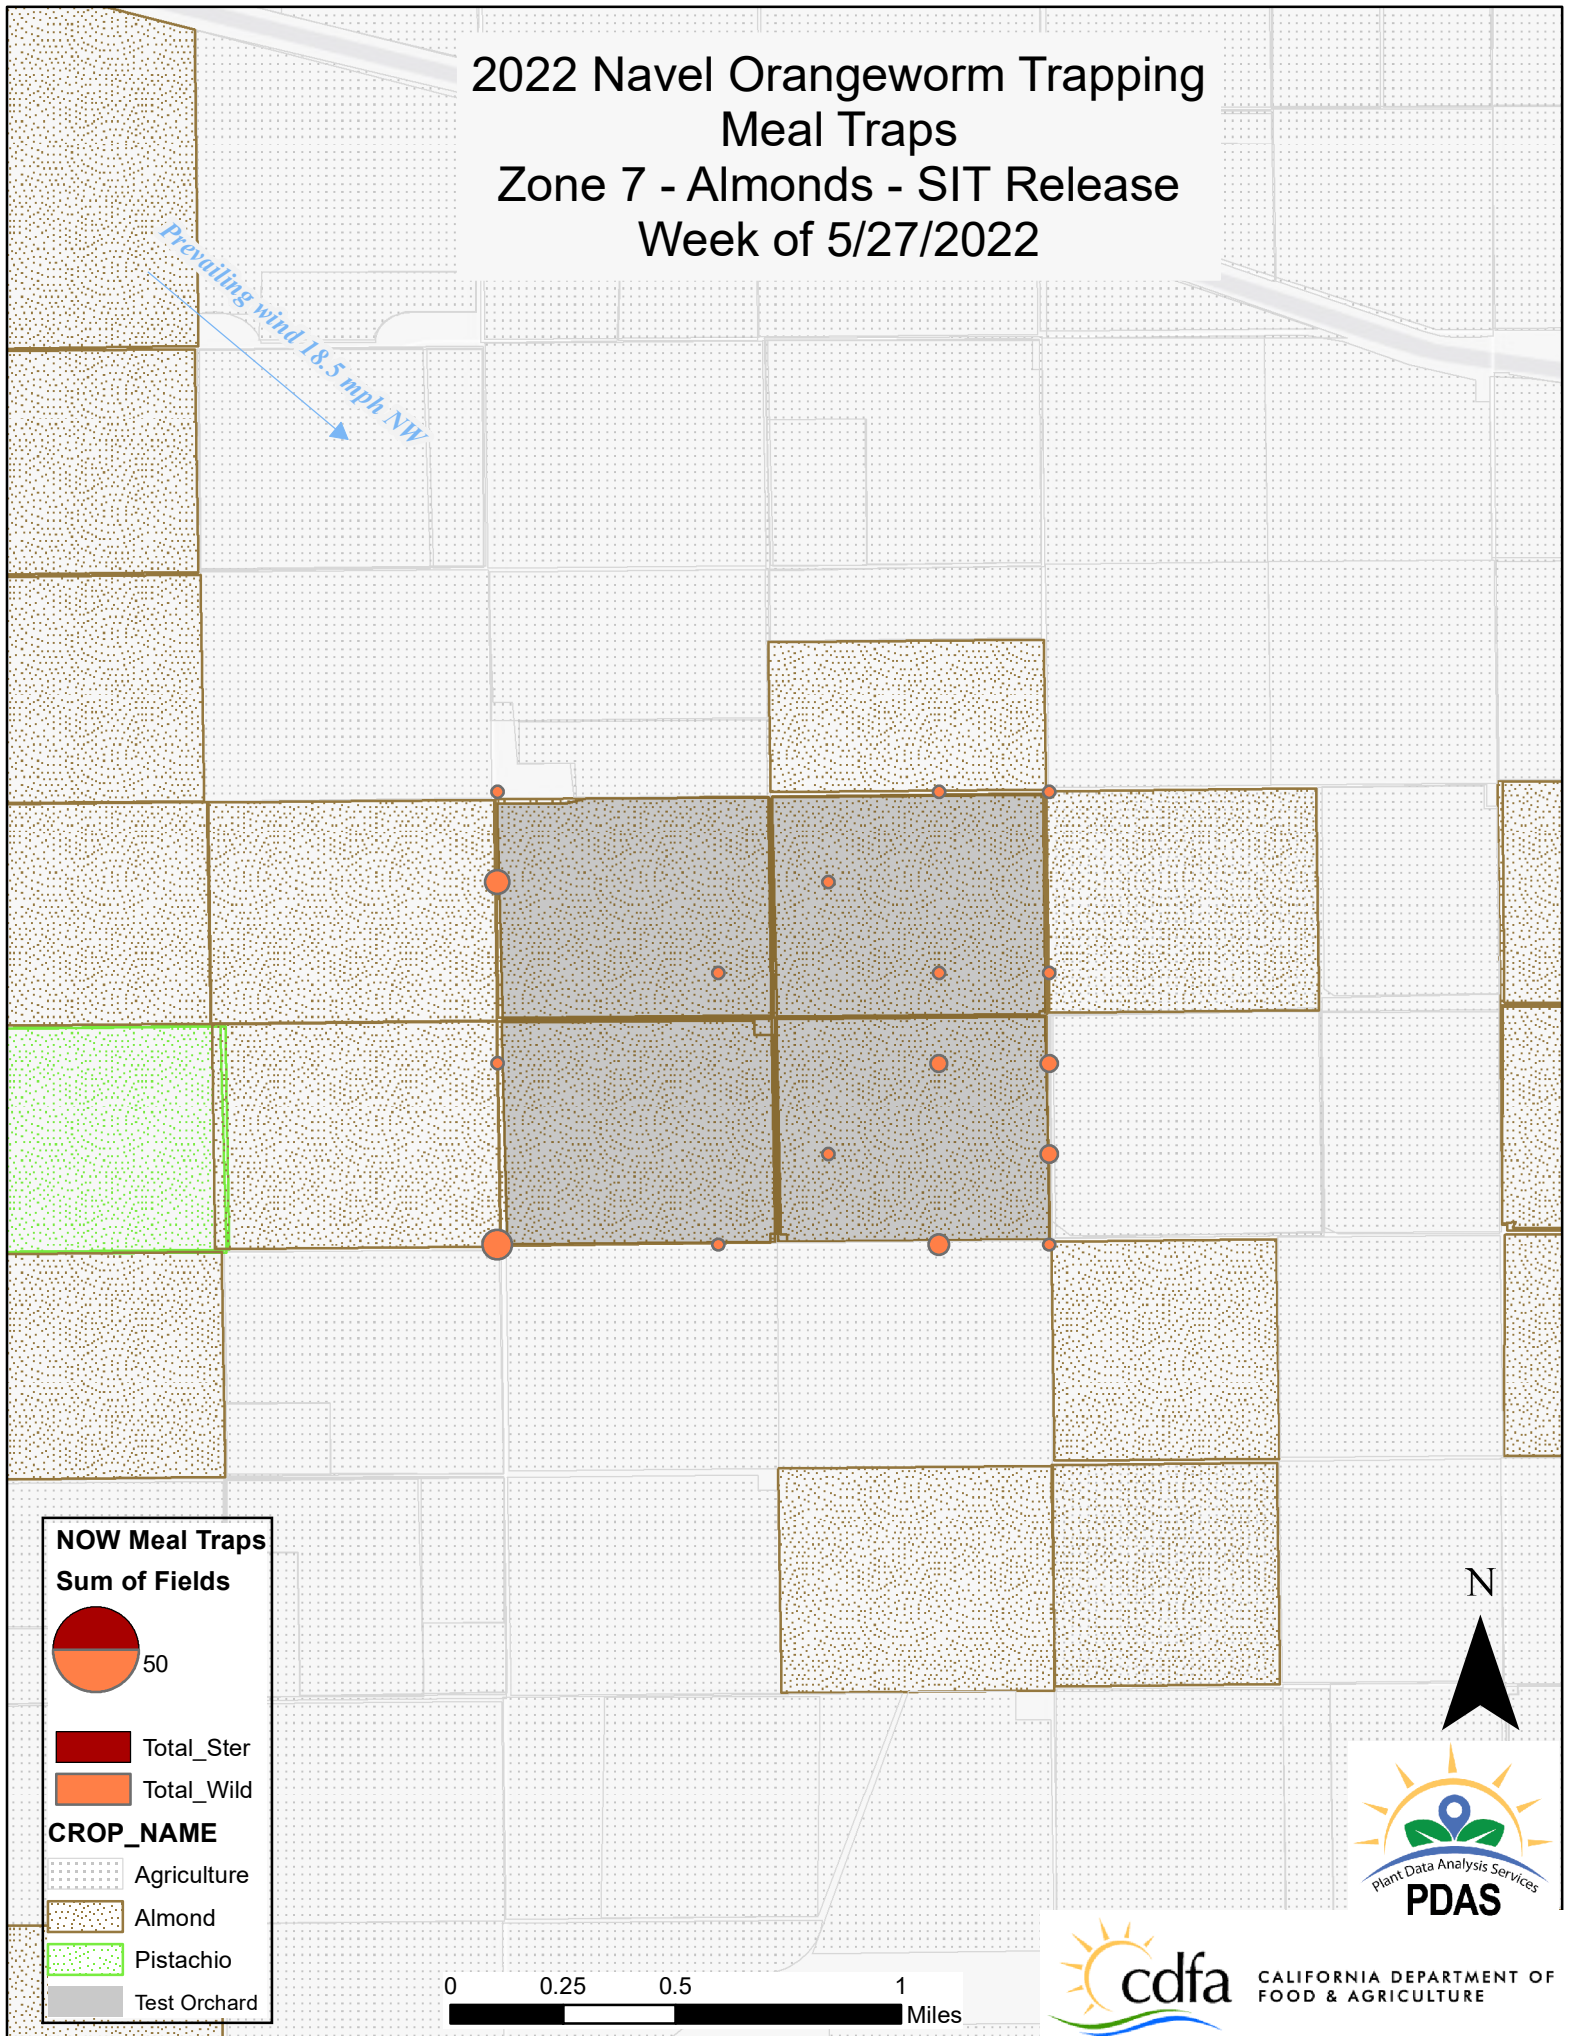 2022 Navel Orangeworm Trapping
Meal Traps
Zone 7 - Almonds - SIT Release
Week of 5/27/2022
Prevailing wind 18.5 mph NW
NOW Meal Traps
Sum of Fields
50
Total_Ster
Total_Wild
CROP_NAME
Agriculture
Almond
Pistachio
Test Orchard
0 0.25 0.5 1
Miles
N
Plant Data Analysis Services
PDAS
cdfa
CALIFORNIA DEPARTMENT OF
FOOD & AGRICULTURE